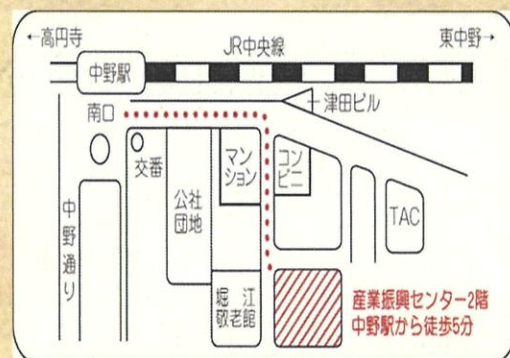 ←高円寺
JR中央線
東中野→
中野駅
南口
津田ビル
交番
マン
ション
コン
ビニ
公社
団地
中野通り
TAC
堀江
敬老館
産業振興センター2階
中野駅から徒歩5分